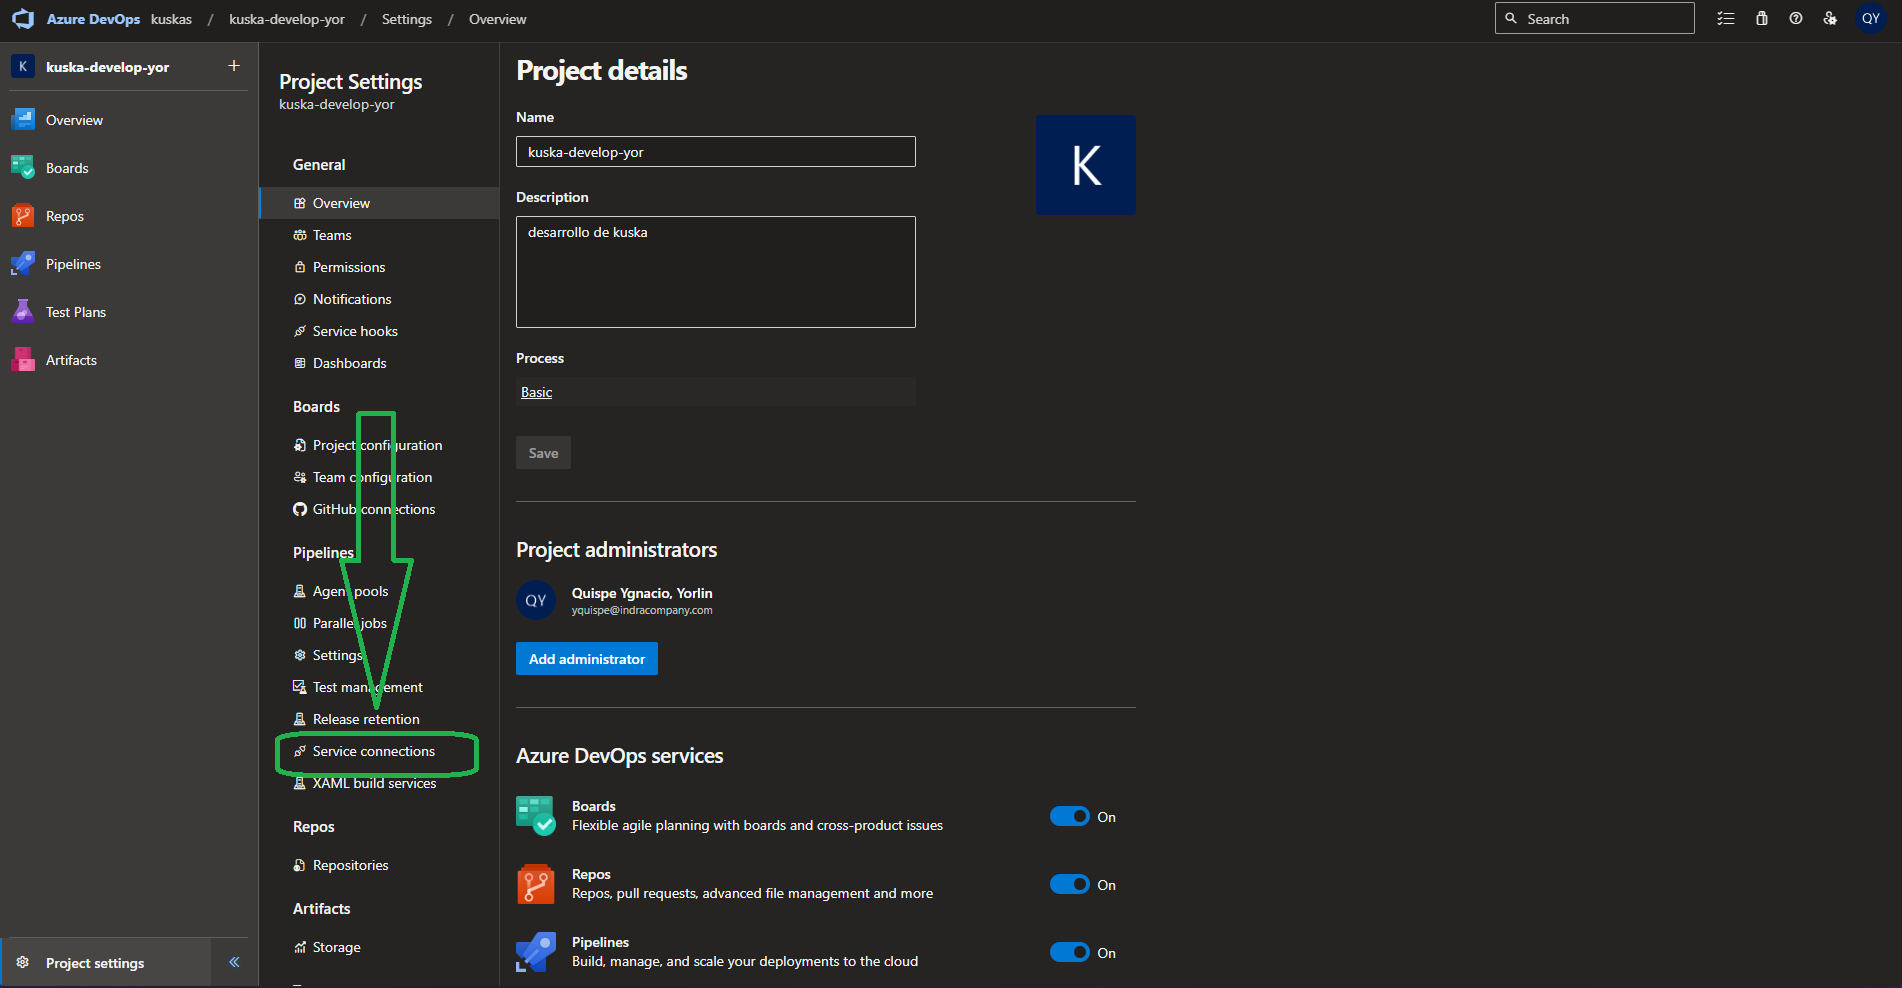 Azure DevOps kuskas / kuska-develop-yor / Settings / Overview
Search
QY
K kuska-develop-yor +
Overview
Boards
Repos
Pipelines
Test Plans
Artifacts
Project settings
Project Settings
kuska-develop-yor
General
Overview
Teams
Permissions
Notifications
Service hooks
Dashboards
Boards
Project configuration
Team configuration
GitHub connections
Pipelines
Agent pools
Parallel jobs
Settings
Test management
Release retention
Service connections
XAML build services
Repos
Repositories
Artifacts
Storage
Project details
Name
kuska-develop-yor
K
Description
desarrollo de kuska
Process
Basic
Save
Project administrators
QY
Quispe Ygnacio, Yorlin
yquispe@indracompany.com
Add administrator
Azure DevOps services
Boards
Flexible agile planning with boards and cross-product issues
On
Repos
Repos, pull requests, advanced file management and more
On
Pipelines
Build, manage, and scale your deployments to the cloud
On